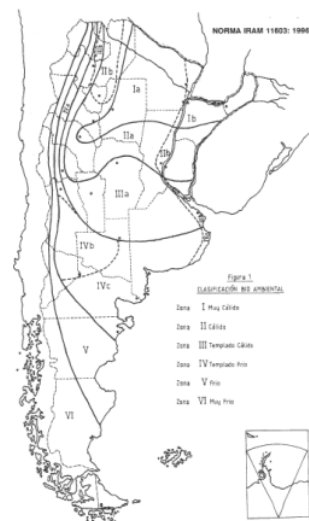 NORMA IRAM 11603: 1996
IIb
Ia
Ib
IIa
IIb
IIIa
IVb
IVc
V
VI
Figura 1
CLASIFICACIÓN BIO AMBIENTAL
Zona I Muy Cálido
Zona II Cálido
Zona III Templado Cálido
Zona IV Templado Frío
Zona V Frío
Zona VI Muy Frío